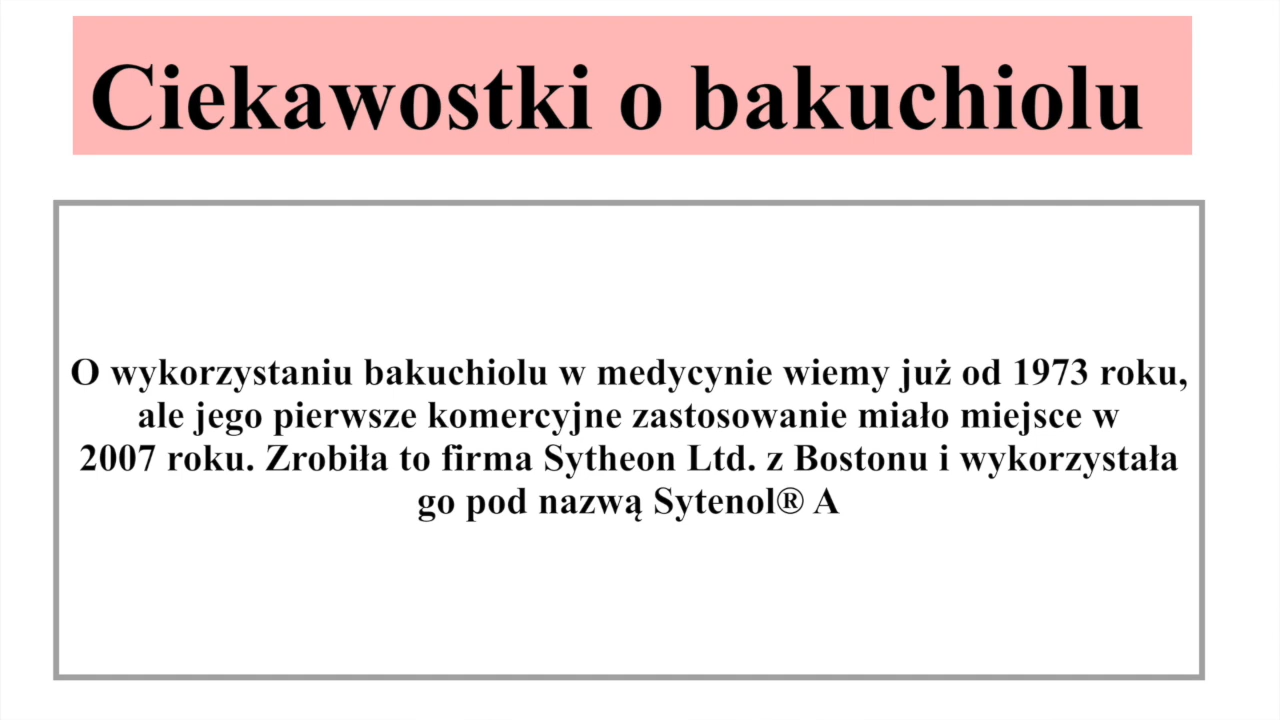 Ciekawostki o bakuchiolu
O wykorzystaniu bakuchiolu w medycynie wiemy już od 1973 roku,
ale jego pierwsze komercyjne zastosowanie miało miejsce w
2007 roku. Zrobiła to firma Sytheon Ltd. z Bostonu i wykorzystała
go pod nazwą Sytenol® A